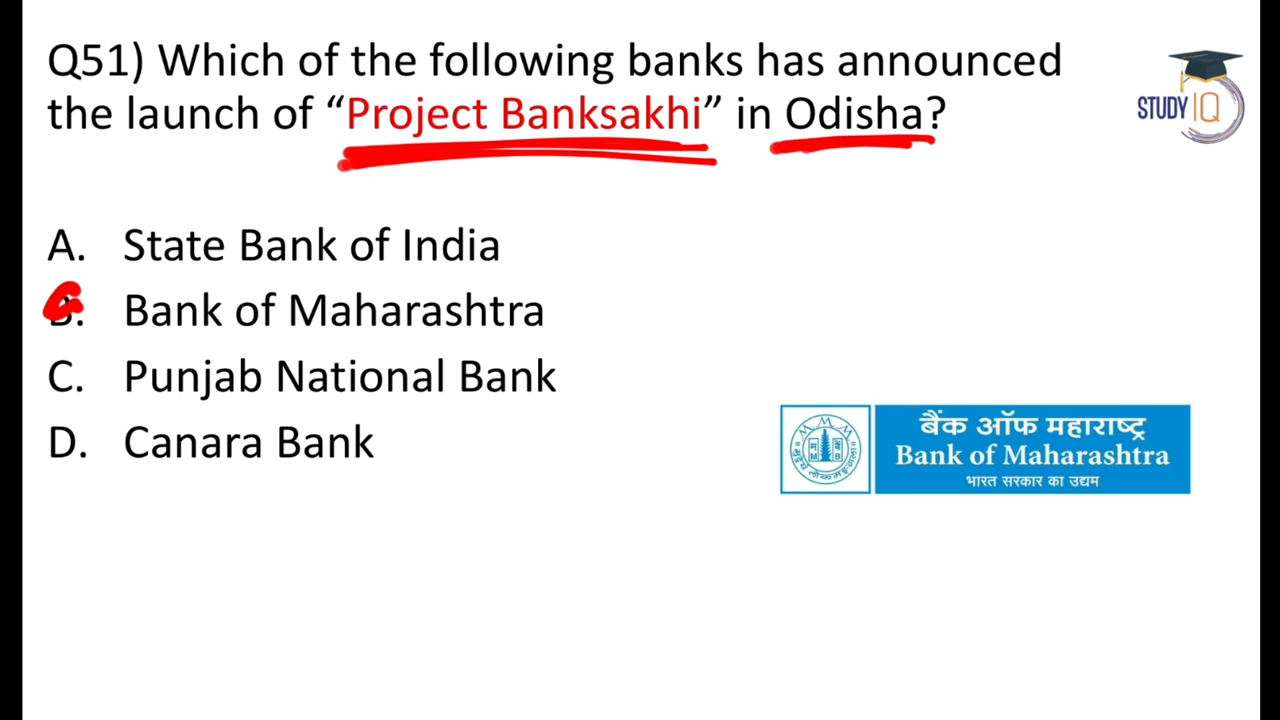 Q51) Which of the following banks has announced
the launch of “Project Banksakhi” in Odisha?
STUDY IQ
A. State Bank of India
B. Bank of Maharashtra
C. Punjab National Bank
D. Canara Bank
बैंक ऑफ महाराष्ट्र
Bank of Maharashtra
भारत सरकार का उद्यम